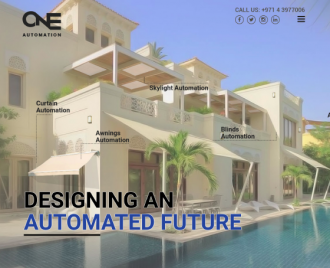 ONE
AUTOMATION
CALL US: +971 4 3977006
Skylight Automation
Curtain
Automation
Awnings
Automation
Blinds
Automation
DESIGNING AN
AUTOMATED FUTURE